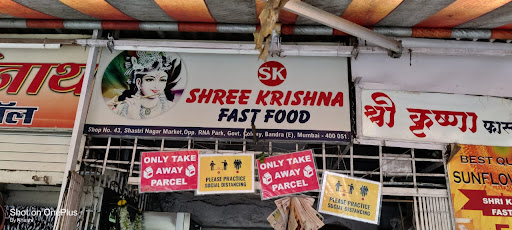 नाथ
SK
SHREE KRISHNA
FAST FOOD
Shop No. 43, Shastri Nagar Market, Opp. RNA Park, Govt. Colony, Bandra (E), Mumbai - 400 051.
श्री कृष्णा
ONLY TAKE
AWAY PARCEL
PLEASE PRACTICE
SOCIAL DISTANCING
ONLY TAKE
AWAY PARCEL
PLEASE PRACTICE
SOCIAL DISTANCING
BEST QU
SUNFLOW
SHRI K
Shot on OnePlus